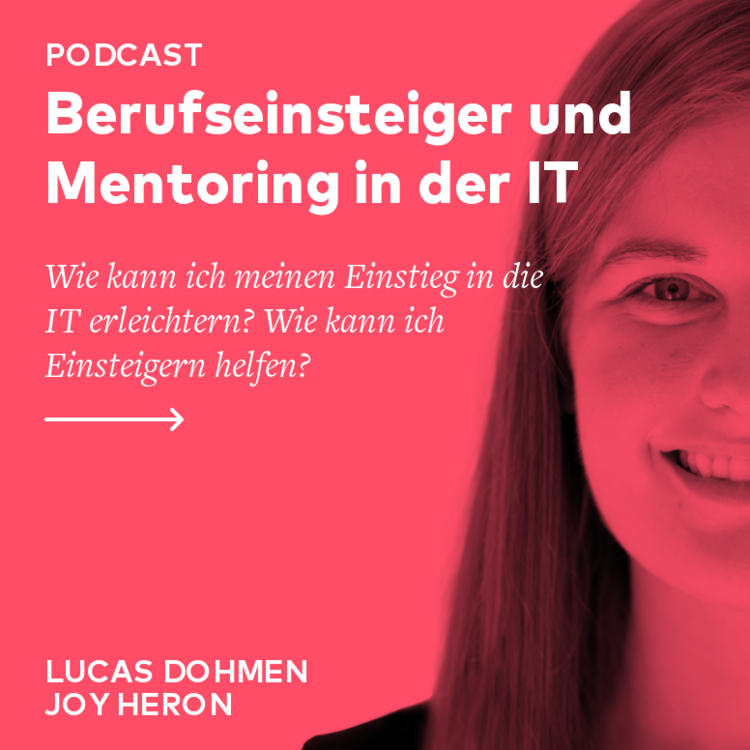 PODCAST
Berufseinsteiger und
Mentoring in der IT
Wie kann ich meinen Einstieg in die
IT erleichtern? Wie kann ich
Einsteigern helfen?
LUCAS DOHMEN
JOY HERON